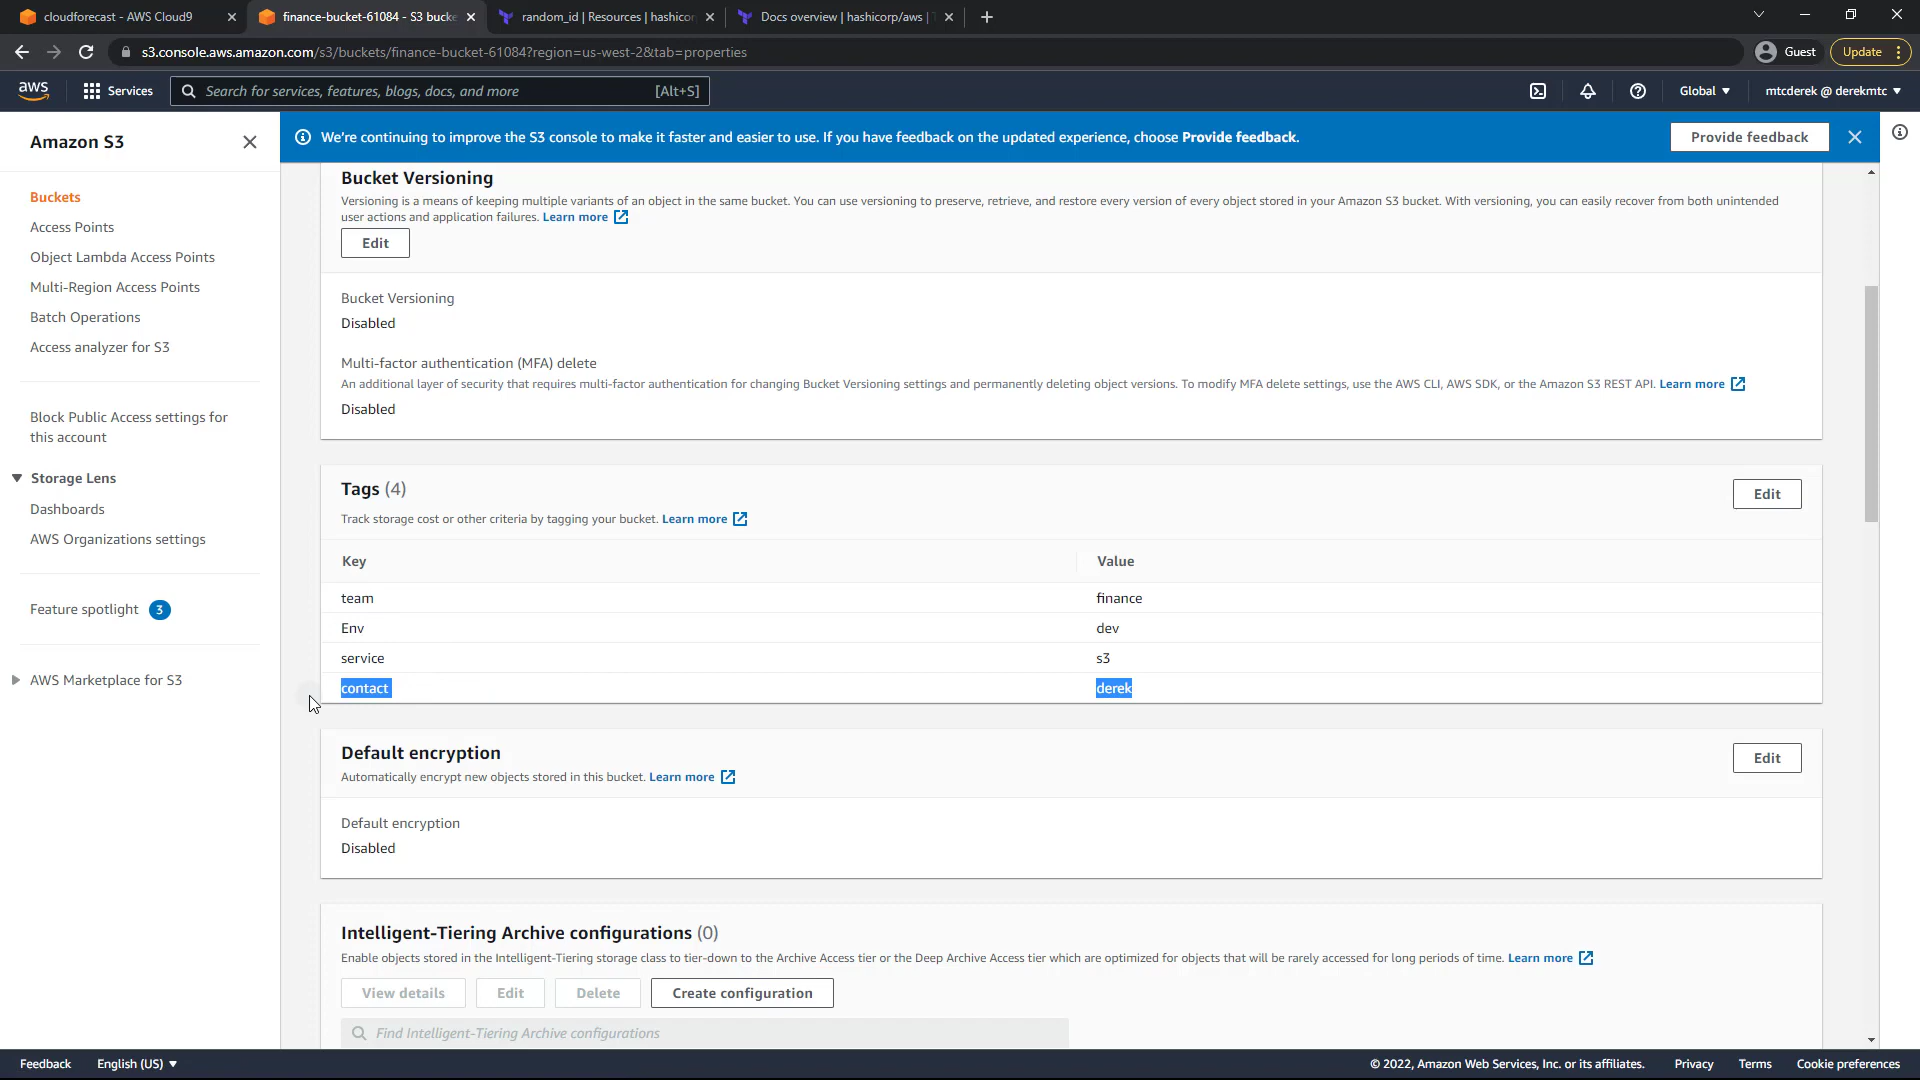 cloudforecast - AWS Cloud9
finance-bucket-61084 - S3 bucke
random_id | Resources | hashicor
Docs overview | hashicorp/aws | T
s3.console.aws.amazon.com/s3/buckets/finance-bucket-61084?region=us-west-2&tab=properties
Guest
Update
aws
Services
Search for services, features, blogs, docs, and more
[Alt+S]
Global
mtcderek @ derekmtc
Amazon S3
We're continuing to improve the S3 console to make it faster and easier to use. If you have feedback on the updated experience, choose Provide feedback.
Provide feedback
Buckets
Access Points
Object Lambda Access Points
Multi-Region Access Points
Batch Operations
Access analyzer for S3
Block Public Access settings for
this account
Storage Lens
Dashboards
AWS Organizations settings
Feature spotlight 3
AWS Marketplace for S3
Bucket Versioning
Versioning is a means of keeping multiple variants of an object in the same bucket. You can use versioning to preserve, retrieve, and restore every version of every object stored in your Amazon S3 bucket. With versioning, you can easily recover from both unintended
user actions and application failures. Learn more
Edit
Bucket Versioning
Disabled
Multi-factor authentication (MFA) delete
An additional layer of security that requires multi-factor authentication for changing Bucket Versioning settings and permanently deleting object versions. To modify MFA delete settings, use the AWS CLI, AWS SDK, or the Amazon S3 REST API. Learn more
Disabled
Tags (4)
Edit
Track storage cost or other criteria by tagging your bucket. Learn more
Key Value
team finance
Env dev
service s3
contact derek
Default encryption
Edit
Automatically encrypt new objects stored in this bucket. Learn more
Default encryption
Disabled
Intelligent-Tiering Archive configurations (0)
Enable objects stored in the Intelligent-Tiering storage class to tier-down to the Archive Access tier or the Deep Archive Access tier which are optimized for objects that will be rarely accessed for long periods of time. Learn more
View details Edit Delete Create configuration
Find Intelligent-Tiering Archive configurations
Feedback English (US)
© 2022, Amazon Web Services, Inc. or its affiliates. Privacy Terms Cookie preferences